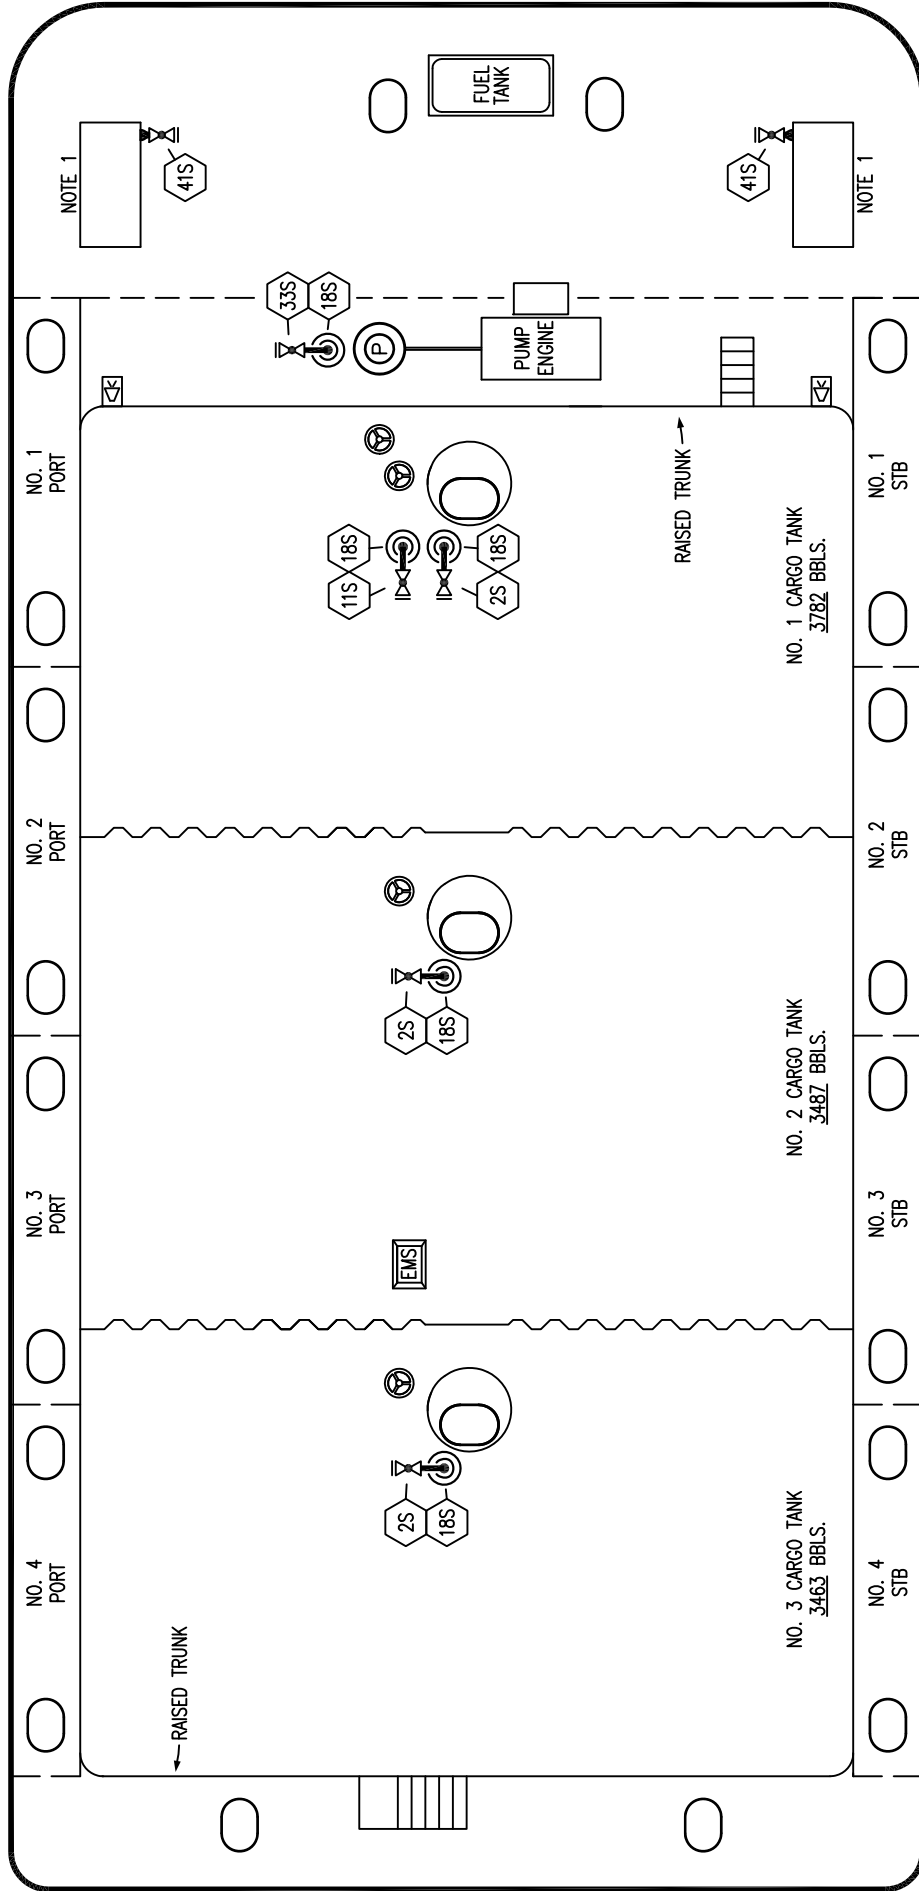 FUEL
TANK
NOTE 1
41S
41S
NOTE 1
33S
18S
P
PUMP
ENGINE
NO. 1
PORT
RAISED TRUNK
NO. 1
STB
18S
11S
18S
2S
NO. 1 CARGO TANK
3782 BBLS.
NO. 2
PORT
NO. 2
STB
2S
18S
NO. 2 CARGO TANK
3487 BBLS.
NO. 3
PORT
EMS
NO. 3
STB
2S
18S
NO. 3 CARGO TANK
3463 BBLS.
NO. 4
PORT
NO. 4
STB
RAISED TRUNK